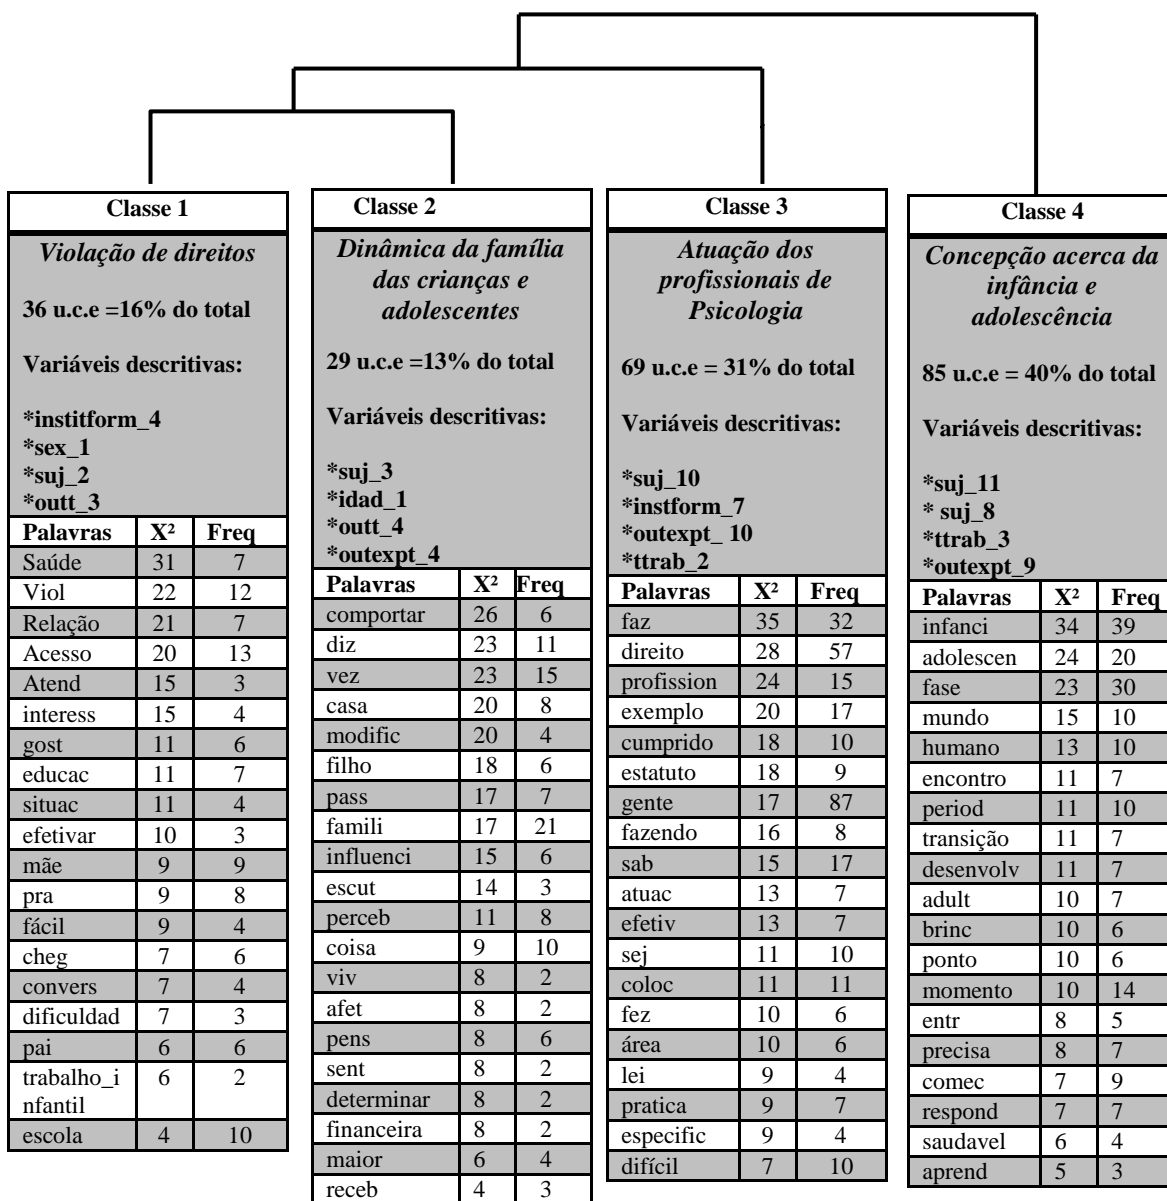 Classe 1
Violação de direitos
36 u.c.e =16% do total
Variáveis descritivas:
*institform_4
*sex_1
*suj_2
*outt_3
Palavras X² Freq
Saúde 31 7
Viol 22 12
Relação 21 7
Acesso 20 13
Atend 15 3
interess 15 4
gost 11 6
educac 11 7
situac 11 4
efetivar 10 3
mãe 9 9
pra 9 8
fácil 9 4
cheg 7 6
convers 7 4
dificuldad 7 3
pai 6 6
trabalho_i 6 2
nfantil
escola 4 10
Classe 2
Dinâmica da família
das crianças e
adolescentes
29 u.c.e =13% do total
Variáveis descritivas:
*suj_3
*idad_1
*outt_4
*outexpt_4
Palavras X² Freq
comportar 26 6
diz 23 11
vez 23 15
casa 20 8
modific 20 4
filho 18 6
pass 17 7
famili 17 21
influenci 15 6
escut 14 3
perceb 11 8
coisa 9 10
viv 8 2
afet 8 2
pens 8 6
sent 8 2
determinar 8 2
financeira 8 2
maior 6 4
receb 4 3
Classe 3
Atuação dos
profissionais de
Psicologia
69 u.c.e = 31% do total
Variáveis descritivas:
*suj_10
*instform_7
*outexpt_ 10
*ttrab_2
Palavras X² Freq
faz 35 32
direito 28 57
profission 24 15
exemplo 20 17
cumprido 18 10
estatuto 18 9
gente 17 87
fazendo 16 8
sab 15 17
atuac 13 7
efetiv 13 7
sej 11 10
coloc 11 11
fez 10 6
área 10 6
lei 9 4
pratica 9 7
especific 9 4
difícil 7 10
Classe 4
Concepção acerca da
infância e
adolescência
85 u.c.e = 40% do total
Variáveis descritivas:
*suj_11
* suj_8
*ttrab_3
*outexpt_9
Palavras X² Freq
infanci 34 39
adolescen 24 20
fase 23 30
mundo 15 10
humano 13 10
encontro 11 7
period 11 10
transição 11 7
desenvolv 11 7
adult 10 7
brinc 10 6
ponto 10 6
momento 10 14
entr 8 5
precisa 8 7
comec 7 9
respond 7 7
saudavel 6 4
aprend 5 3